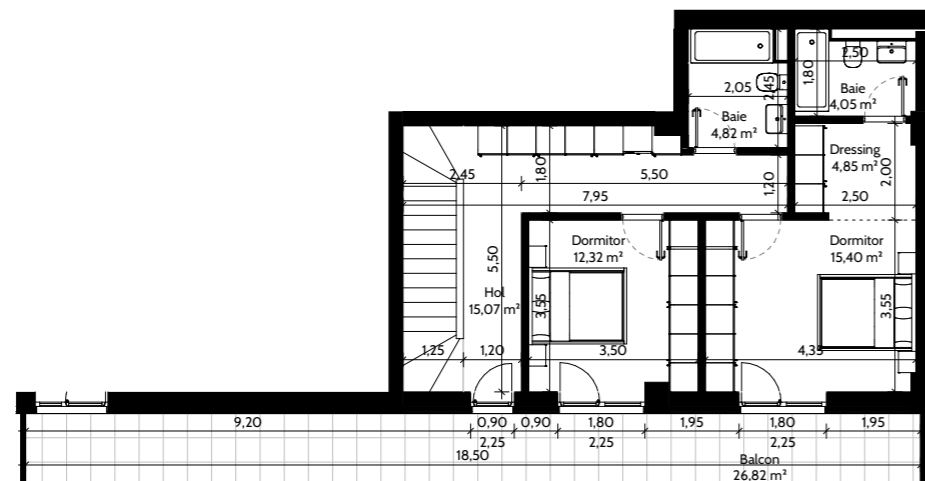 2,50
1,80
2,05
2,45
Baie
4,05 m²
Baie
4,82 m²
Dressing
4,85 m²
2,00
2,45
1,80
5,50
1,20
7,95
2,50
Dormitor
12,32 m²
Dormitor
15,40 m²
5,50
Hol
15,07 m²
3,55
3,55
1,25
1,20
3,50
4,35
9,20
0,90
0,90
1,80
1,95
1,80
1,95
2,25
2,25
2,25
18,50
Balcon
26,82 m²